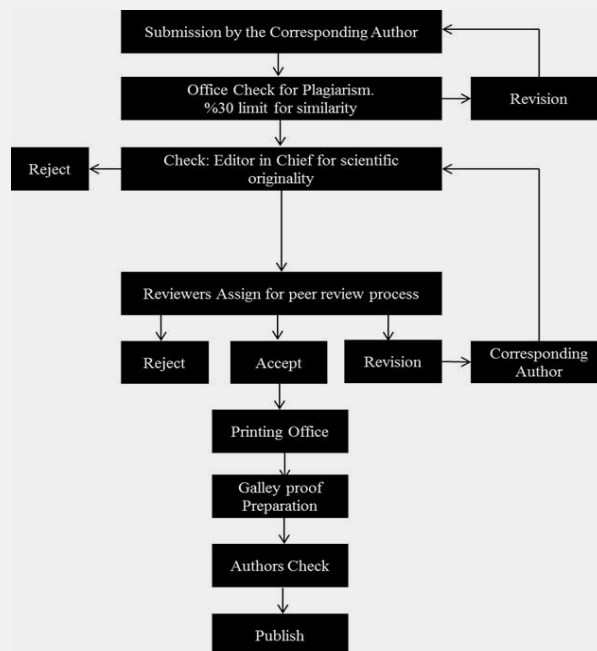 Submission by the Corresponding Author
Office Check for Plagiarism.
%30 limit for similarity
Revision
Reject
Check: Editor in Chief for scientific
originality
Reviewers Assign for peer review process
Reject
Accept
Revision
Corresponding
Author
Printing Office
Galley proof
Preparation
Authors Check
Publish